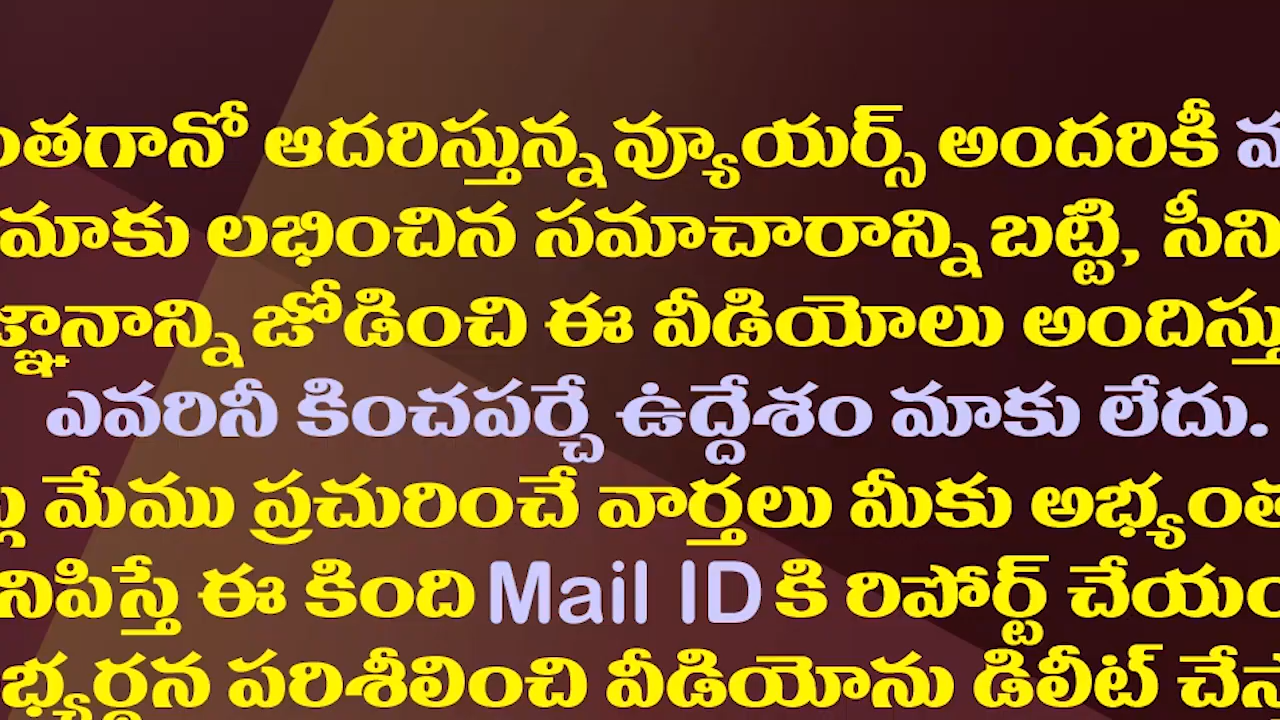 ఆదరిస్తున్న వ్యూయర్స్ అందరికీ
మాకు లభించిన సమాచారాన్ని బట్టి,
జోడించి ఈ వీడియోలు
ఎవరినీ కించపర్చే ఉద్దేశం మాకు లేదు.
మేము ప్రచురించే వార్తలు మీకు
ఈ కింది Mail ID కి రిపోర్ట్
పరిశీలించి వీడియోను డిలీట్